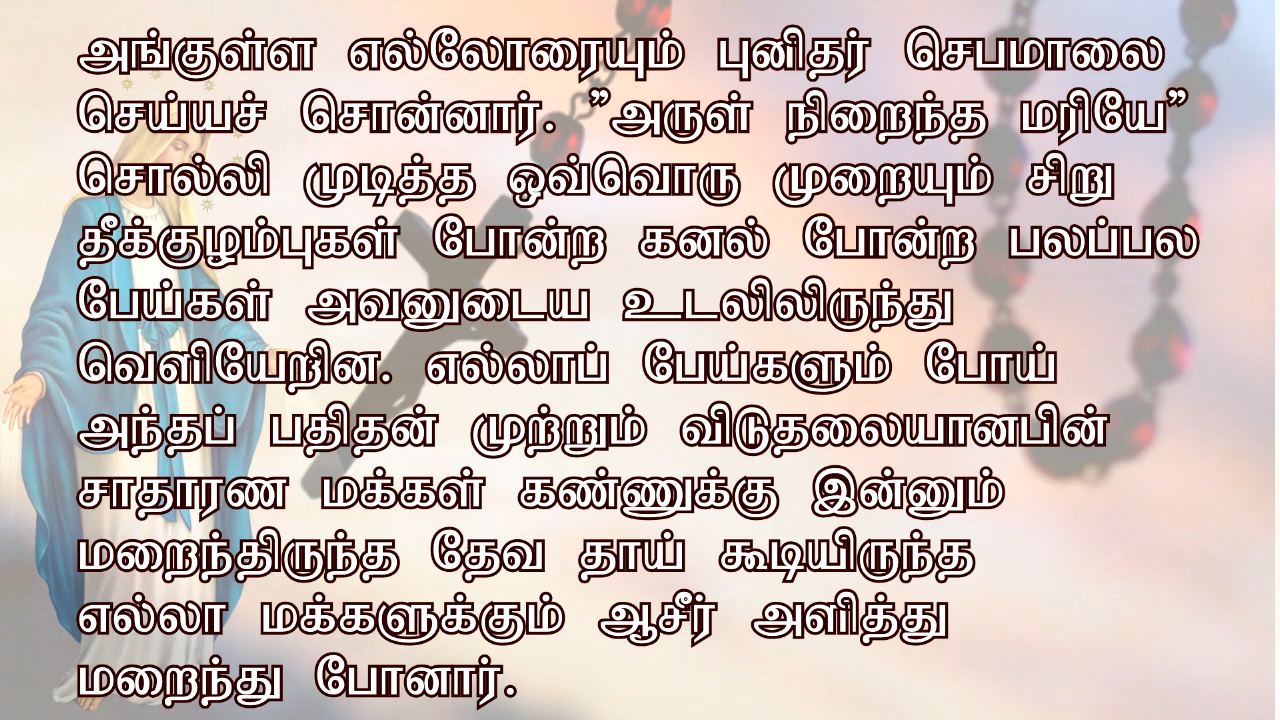 அங்குள்ள எல்லோரையும் புனிதர் செபமாலை
செய்யச் சொன்னார். ”அருள் நிறைந்த மரியே”
சொல்லி முடித்த ஒவ்வொரு முறையும் சிறு
தீக்குழம்புகள் போன்ற கனல் போன்ற பலப்பல
பேய்கள் அவனுடைய உடலிலிருந்து
வெளியேறின. எல்லாப் பேய்களும் போய்
அந்தப் பதிதன் முற்றும் விடுதலையானபின்
சாதாரண மக்கள் கண்ணுக்கு இன்னும்
மறைந்திருந்த தேவ தாய் கூடியிருந்த
எல்லா மக்களுக்கும் ஆசீர் அளித்து
மறைந்து போனார்.